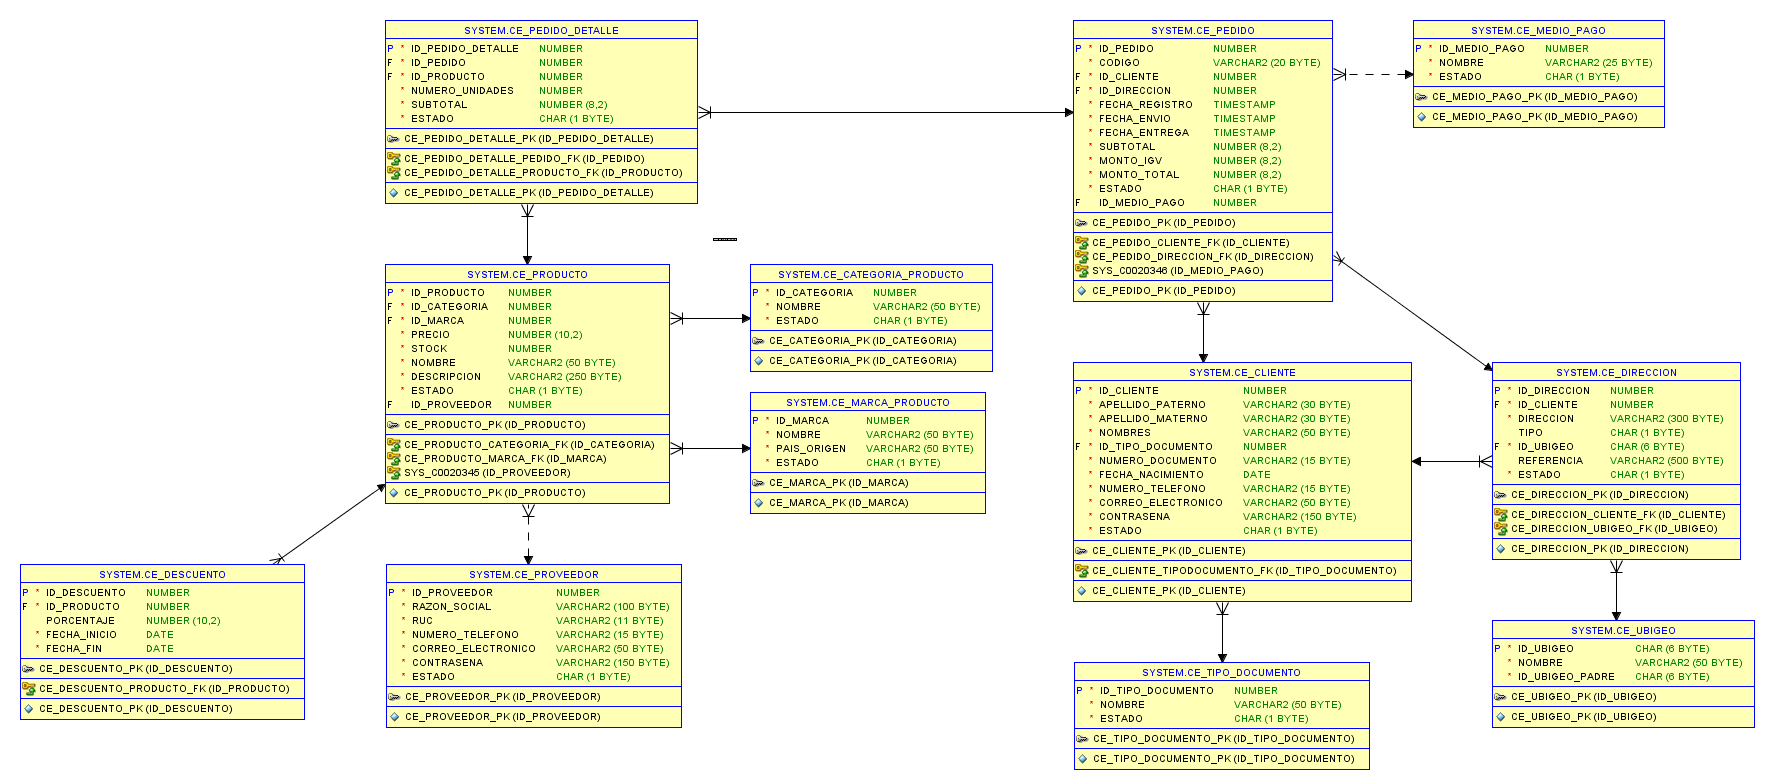 SYSTEM.CE_PEDIDO_DETALLE
P * ID_PEDIDO_DETALLE NUMBER
F * ID_PEDIDO NUMBER
F * ID_PRODUCTO NUMBER
* NUMERO_UNIDADES NUMBER
* SUBTOTAL NUMBER (8,2)
* ESTADO CHAR (1 BYTE)
CE_PEDIDO_DETALLE_PK (ID_PEDIDO_DETALLE)
CE_PEDIDO_DETALLE_PEDIDO_FK (ID_PEDIDO)
CE_PEDIDO_DETALLE_PRODUCTO_FK (ID_PRODUCTO)
CE_PEDIDO_DETALLE_PK (ID_PEDIDO_DETALLE)
SYSTEM.CE_PEDIDO
P * ID_PEDIDO NUMBER
* CODIGO VARCHAR2 (20 BYTE)
F * ID_CLIENTE NUMBER
F * ID_DIRECCION NUMBER
* FECHA_REGISTRO TIMESTAMP
* FECHA_ENVIO TIMESTAMP
* FECHA_ENTREGA TIMESTAMP
* SUBTOTAL NUMBER (8,2)
* MONTO_IGV NUMBER (8,2)
* MONTO_TOTAL NUMBER (8,2)
* ESTADO CHAR (1 BYTE)
F ID_MEDIO_PAGO NUMBER
CE_PEDIDO_PK (ID_PEDIDO)
CE_PEDIDO_CLIENTE_FK (ID_CLIENTE)
CE_PEDIDO_DIRECCION_FK (ID_DIRECCION)
SYS_C0020346 (ID_MEDIO_PAGO)
CE_PEDIDO_PK (ID_PEDIDO)
SYSTEM.CE_MEDIO_PAGO
P * ID_MEDIO_PAGO NUMBER
* NOMBRE VARCHAR2 (25 BYTE)
* ESTADO CHAR (1 BYTE)
CE_MEDIO_PAGO_PK (ID_MEDIO_PAGO)
CE_MEDIO_PAGO_PK (ID_MEDIO_PAGO)
SYSTEM.CE_PRODUCTO
P * ID_PRODUCTO NUMBER
F * ID_CATEGORIA NUMBER
F * ID_MARCA NUMBER
* PRECIO NUMBER (10,2)
* STOCK NUMBER
* NOMBRE VARCHAR2 (50 BYTE)
* DESCRIPCION VARCHAR2 (250 BYTE)
* ESTADO CHAR (1 BYTE)
F ID_PROVEEDOR NUMBER
CE_PRODUCTO_PK (ID_PRODUCTO)
CE_PRODUCTO_CATEGORIA_FK (ID_CATEGORIA)
CE_PRODUCTO_MARCA_FK (ID_MARCA)
SYS_C0020345 (ID_PROVEEDOR)
CE_PRODUCTO_PK (ID_PRODUCTO)
SYSTEM.CE_CATEGORIA_PRODUCTO
P * ID_CATEGORIA NUMBER
* NOMBRE VARCHAR2 (50 BYTE)
* ESTADO CHAR (1 BYTE)
CE_CATEGORIA_PK (ID_CATEGORIA)
CE_CATEGORIA_PK (ID_CATEGORIA)
SYSTEM.CE_MARCA_PRODUCTO
P * ID_MARCA NUMBER
* NOMBRE VARCHAR2 (50 BYTE)
* PAIS_ORIGEN VARCHAR2 (50 BYTE)
* ESTADO CHAR (1 BYTE)
CE_MARCA_PK (ID_MARCA)
CE_MARCA_PK (ID_MARCA)
SYSTEM.CE_CLIENTE
P * ID_CLIENTE NUMBER
* APELLIDO_PATERNO VARCHAR2 (30 BYTE)
* APELLIDO_MATERNO VARCHAR2 (30 BYTE)
* NOMBRES VARCHAR2 (50 BYTE)
F * ID_TIPO_DOCUMENTO NUMBER
* NUMERO_DOCUMENTO VARCHAR2 (15 BYTE)
* FECHA_NACIMIENTO DATE
* NUMERO_TELEFONO VARCHAR2 (15 BYTE)
* CORREO_ELECTRONICO VARCHAR2 (50 BYTE)
* CONTRASENA VARCHAR2 (150 BYTE)
* ESTADO CHAR (1 BYTE)
CE_CLIENTE_PK (ID_CLIENTE)
CE_CLIENTE_TIPODOCUMENTO_FK (ID_TIPO_DOCUMENTO)
CE_CLIENTE_PK (ID_CLIENTE)
SYSTEM.CE_DIRECCION
P * ID_DIRECCION NUMBER
F * ID_CLIENTE NUMBER
* DIRECCION VARCHAR2 (300 BYTE)
TIPO CHAR (1 BYTE)
F * ID_UBIGEO CHAR (6 BYTE)
REFERENCIA VARCHAR2 (500 BYTE)
* ESTADO CHAR (1 BYTE)
CE_DIRECCION_PK (ID_DIRECCION)
CE_DIRECCION_CLIENTE_FK (ID_CLIENTE)
CE_DIRECCION_UBIGEO_FK (ID_UBIGEO)
CE_DIRECCION_PK (ID_DIRECCION)
SYSTEM.CE_DESCUENTO
P * ID_DESCUENTO NUMBER
F * ID_PRODUCTO NUMBER
PORCENTAJE NUMBER (10,2)
* FECHA_INICIO DATE
* FECHA_FIN DATE
CE_DESCUENTO_PK (ID_DESCUENTO)
CE_DESCUENTO_PRODUCTO_FK (ID_PRODUCTO)
CE_DESCUENTO_PK (ID_DESCUENTO)
SYSTEM.CE_PROVEEDOR
P * ID_PROVEEDOR NUMBER
* RAZON_SOCIAL VARCHAR2 (100 BYTE)
* RUC VARCHAR2 (11 BYTE)
* NUMERO_TELEFONO VARCHAR2 (15 BYTE)
* CORREO_ELECTRONICO VARCHAR2 (50 BYTE)
* CONTRASENA VARCHAR2 (150 BYTE)
* ESTADO CHAR (1 BYTE)
CE_PROVEEDOR_PK (ID_PROVEEDOR)
CE_PROVEEDOR_PK (ID_PROVEEDOR)
SYSTEM.CE_TIPO_DOCUMENTO
P * ID_TIPO_DOCUMENTO NUMBER
* NOMBRE VARCHAR2 (50 BYTE)
* ESTADO CHAR (1 BYTE)
CE_TIPO_DOCUMENTO_PK (ID_TIPO_DOCUMENTO)
CE_TIPO_DOCUMENTO_PK (ID_TIPO_DOCUMENTO)
SYSTEM.CE_UBIGEO
P * ID_UBIGEO CHAR (6 BYTE)
* NOMBRE VARCHAR2 (50 BYTE)
* ID_UBIGEO_PADRE CHAR (6 BYTE)
CE_UBIGEO_PK (ID_UBIGEO)
CE_UBIGEO_PK (ID_UBIGEO)